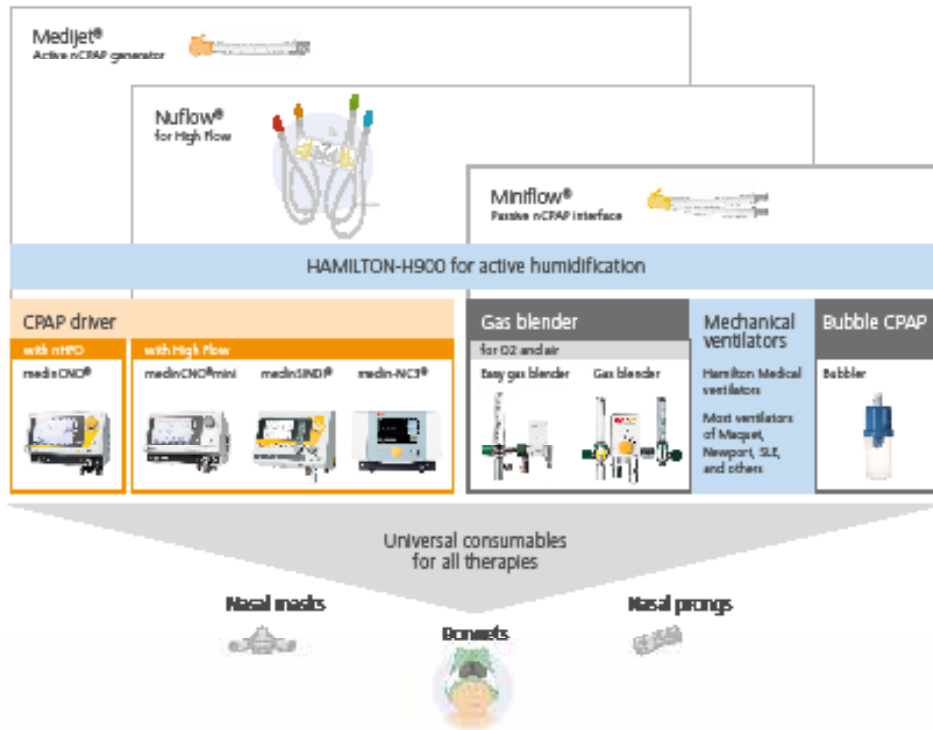 Medijet®
Active nCPAP generator
Nuflow®
for High Flow
Miniflow®
Passive nCPAP interface
HAMILTON-H900 for active humidification
CPAP driver
with nHFO
with High Flow
medinCNO®
medinCNO®mini
medinSINDI®
medin-NC3®
Gas blender
for O2 and air
Easy gas blender
Gas blender
Mechanical
ventilators
Hamilton Medical
ventilators
Most ventilators
of Maquet,
Newport, SLE,
and others
Bubble CPAP
Bubbler
Universal consumables
for all therapies
Nasal masks
Bonnets
Nasal prongs